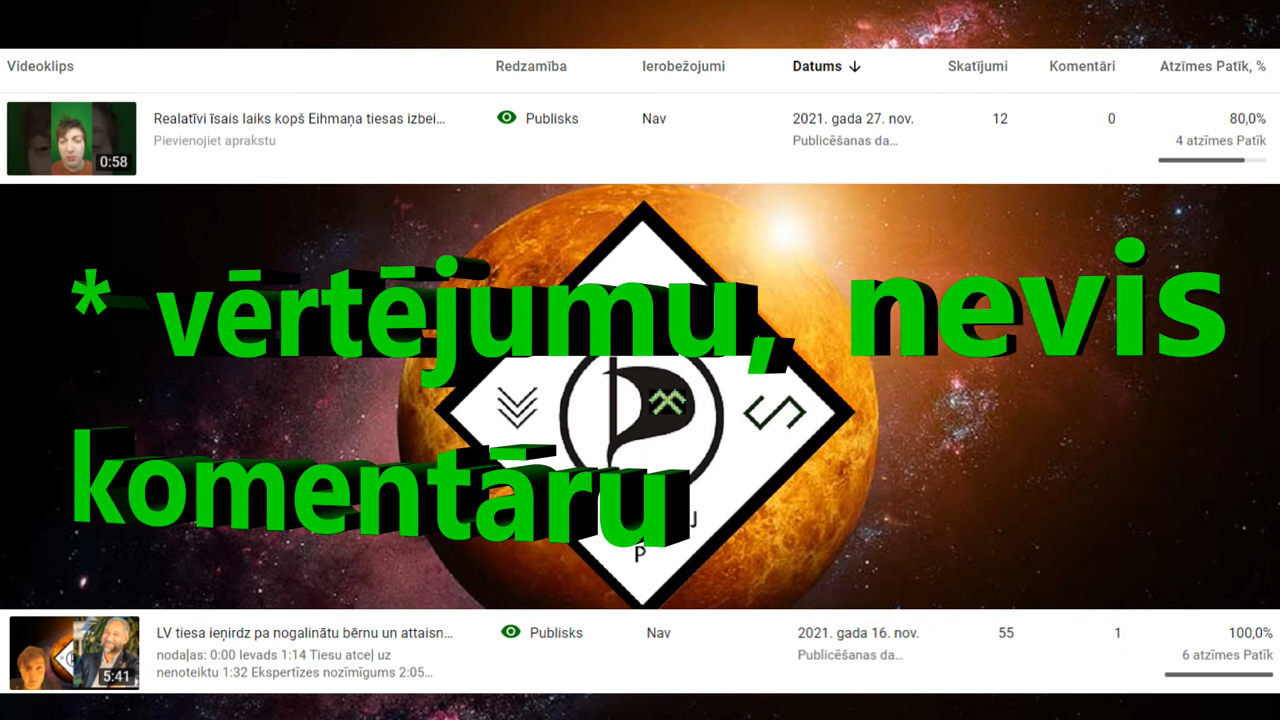 Videoklips Redzamība Ierobežojumi Datums ↓ Skatījumi Komentāri Atzīmes Patīk, %
0:58 Realatīvi īsais laiks kopš Eihmaņa tiesas izbei... Publisks Nav 2021. gada 27. nov. 12 0 80,0%
Pievienojiet aprakstu Publicēšanas da... 4 atzīmes Patīk
* vērtējumu, nevis
komentāru
J
P
5:41 LV tiesa ieņirdz pa nogalinātu bērnu un attaisn... Publisks Nav 2021. gada 16. nov. 55 1 100,0%
nodaļas: 0:00 Ievads 1:14 Tiesu atceļ uz Publicēšanas da... 6 atzīmes Patīk
nenoteiktu 1:32 Ekspertīzes nozīmīgums 2:05...